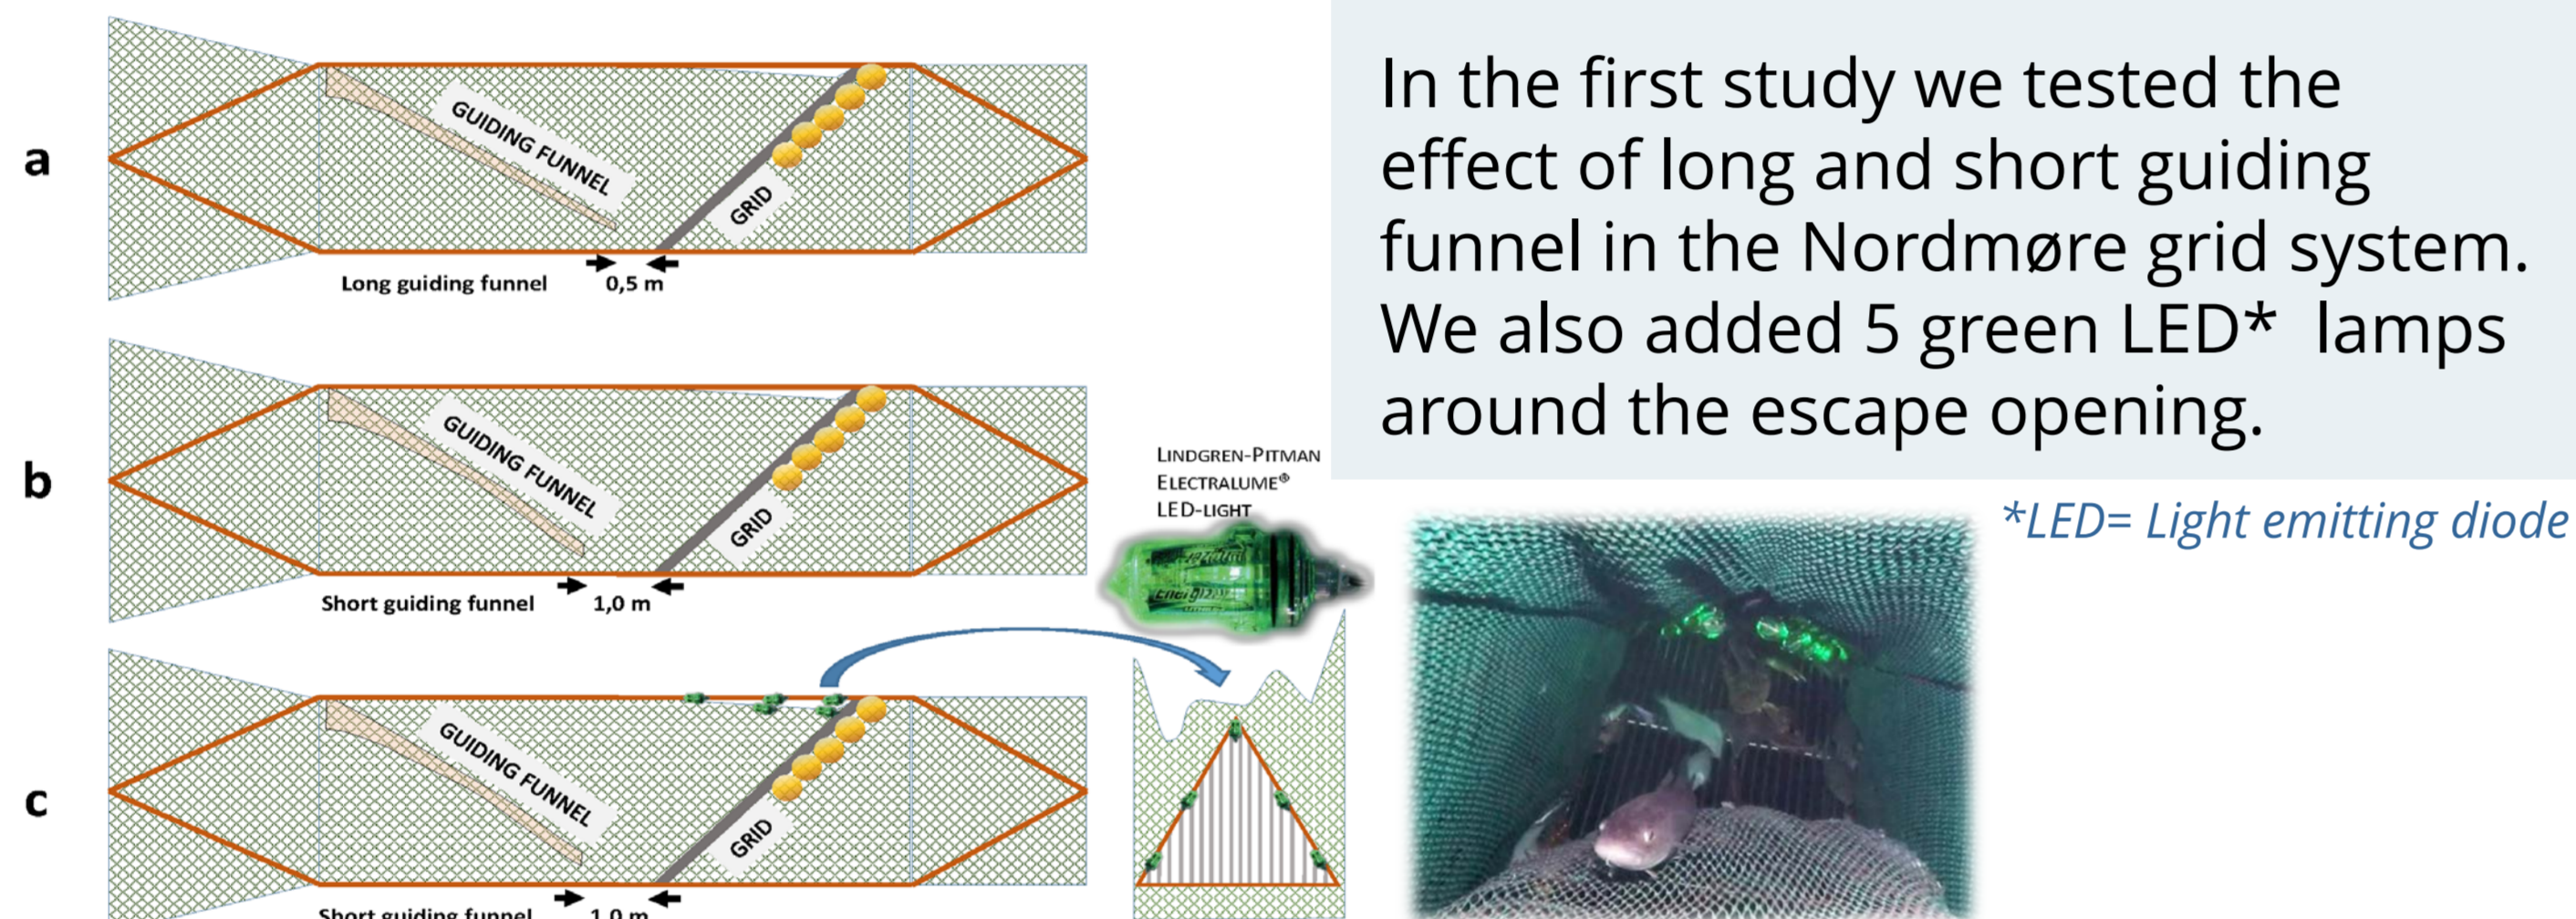 a
GUIDING FUNNEL
GRID
Long guiding funnel 0,5 m
b
GUIDING FUNNEL
GRID
Short guiding funnel 1,0 m
c
GUIDING FUNNEL
GRID
Short guiding funnel 1,0 m
LINDGREN-PITMAN
ELECTRALUME®
LED-LIGHT
Energizer
In the first study we tested the
effect of long and short guiding
funnel in the Nordmøre grid system.
We also added 5 green LED* lamps
around the escape opening.
*LED= Light emitting diode